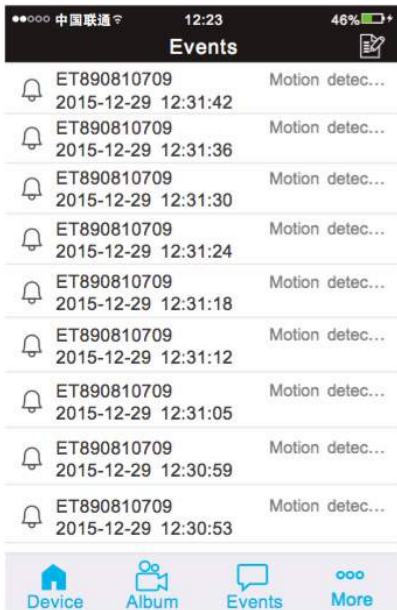 中国联通 12:23 46%
Events
ET890810709 Motion detec...
2015-12-29 12:31:42
ET890810709 Motion detec...
2015-12-29 12:31:36
ET890810709 Motion detec...
2015-12-29 12:31:30
ET890810709 Motion detec...
2015-12-29 12:31:24
ET890810709 Motion detec...
2015-12-29 12:31:18
ET890810709 Motion detec...
2015-12-29 12:31:12
ET890810709 Motion detec...
2015-12-29 12:31:05
ET890810709 Motion detec...
2015-12-29 12:30:59
ET890810709 Motion detec...
2015-12-29 12:30:53
Device Album Events More